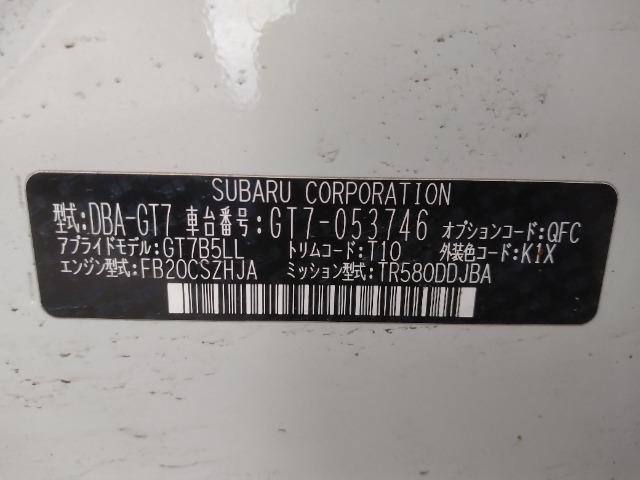 SUBARU CORPORATION
型式:DBA-GT7 車台番号:GT7-053746 オプションコード:QFC
アプライドモデル:GT7B5LL トリムコード:T10 外装色コード:K1X
エンジン型式:FB20CSZHJA ミッション型式:TR580DDJBA